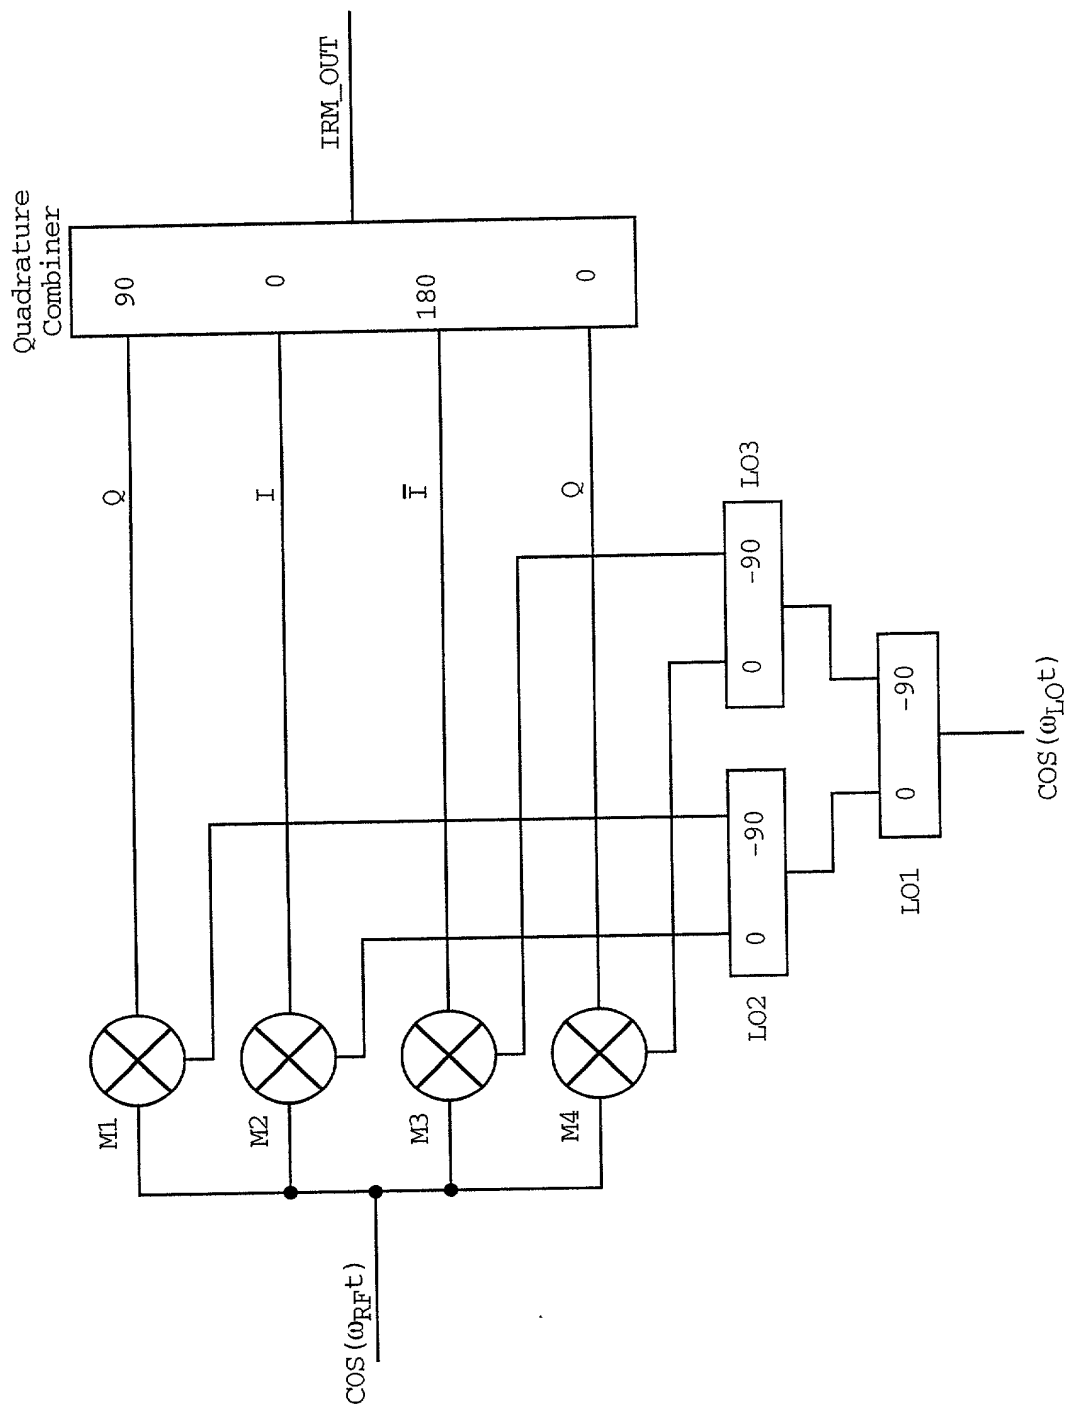 Quadrature
Combiner
90
0
180
0
IRM_OUT
Q
I
Ī
Q
M1
M2
M3
M4
COS(ωRFt)
0
-90
LO2
0
-90
LO3
0
-90
LO1
COS(ωLOt)